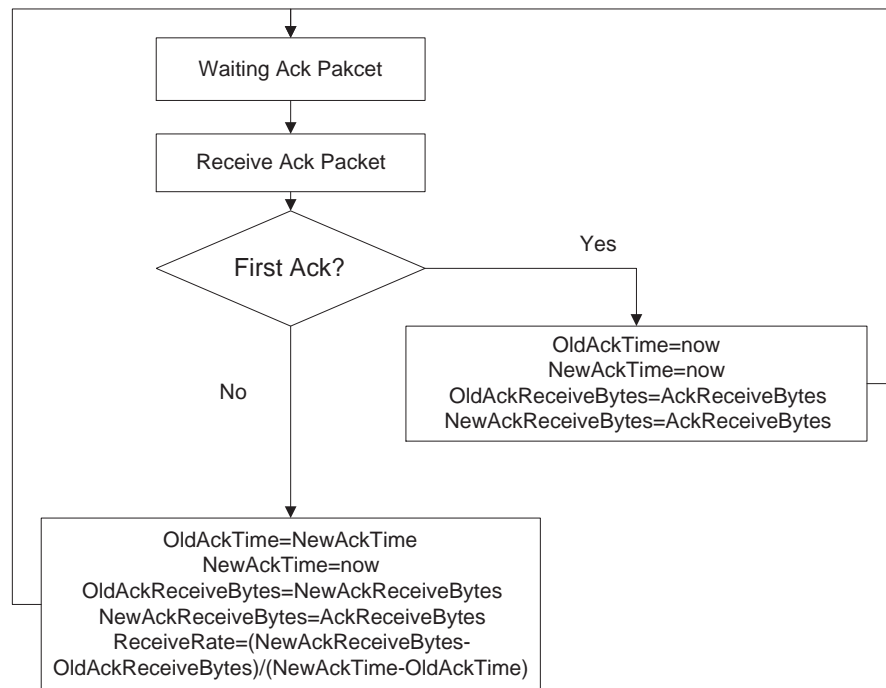 Waiting Ack Pakcet
Receive Ack Packet
First Ack?
Yes
OldAckTime=now
NewAckTime=now
OldAckReceiveBytes=AckReceiveBytes
NewAckReceiveBytes=AckReceiveBytes
No
OldAckTime=NewAckTime
NewAckTime=now
OldAckReceiveBytes=NewAckReceiveBytes
NewAckReceiveBytes=AckReceiveBytes
ReceiveRate=(NewAckReceiveBytes-
OldAckReceiveBytes)/(NewAckTime-OldAckTime)